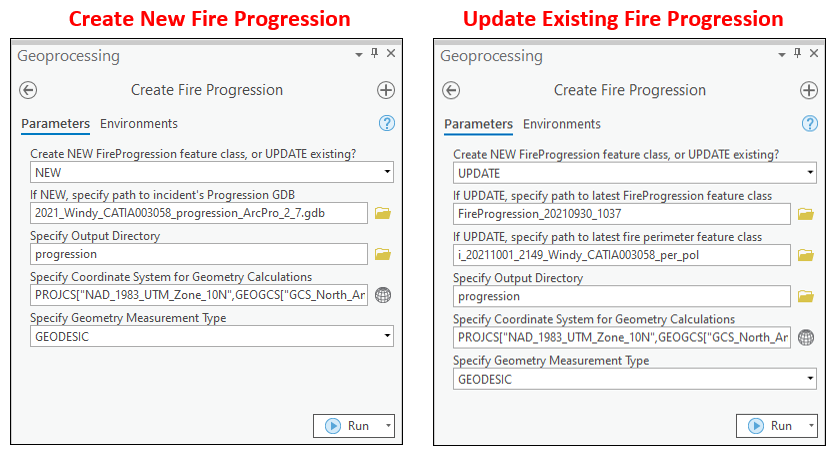 Create New Fire Progression
Geoprocessing
Create Fire Progression
Parameters Environments
?
Create NEW FireProgression feature class, or UPDATE existing?
NEW
If NEW, specify path to incident's Progression GDB
2021_Windy_CATIA003058_progression_ArcPro_2_7.gdb
Specify Output Directory
progression
Specify Coordinate System for Geometry Calculations
PROJCS["NAD_1983_UTM_Zone_10N",GEOGCS["GCS_North_Ar
Specify Geometry Measurement Type
GEODESIC
Run
Update Existing Fire Progression
Geoprocessing
Create Fire Progression
Parameters Environments
?
Create NEW FireProgression feature class, or UPDATE existing?
UPDATE
If UPDATE, specify path to latest FireProgression feature class
FireProgression_20210930_1037
If UPDATE, specify path to latest fire perimeter feature class
i_20211001_2149_Windy_CATIA003058_per_pol
Specify Output Directory
progression
Specify Coordinate System for Geometry Calculations
PROJCS["NAD_1983_UTM_Zone_10N",GEOGCS["GCS_North_Ar
Specify Geometry Measurement Type
GEODESIC
Run